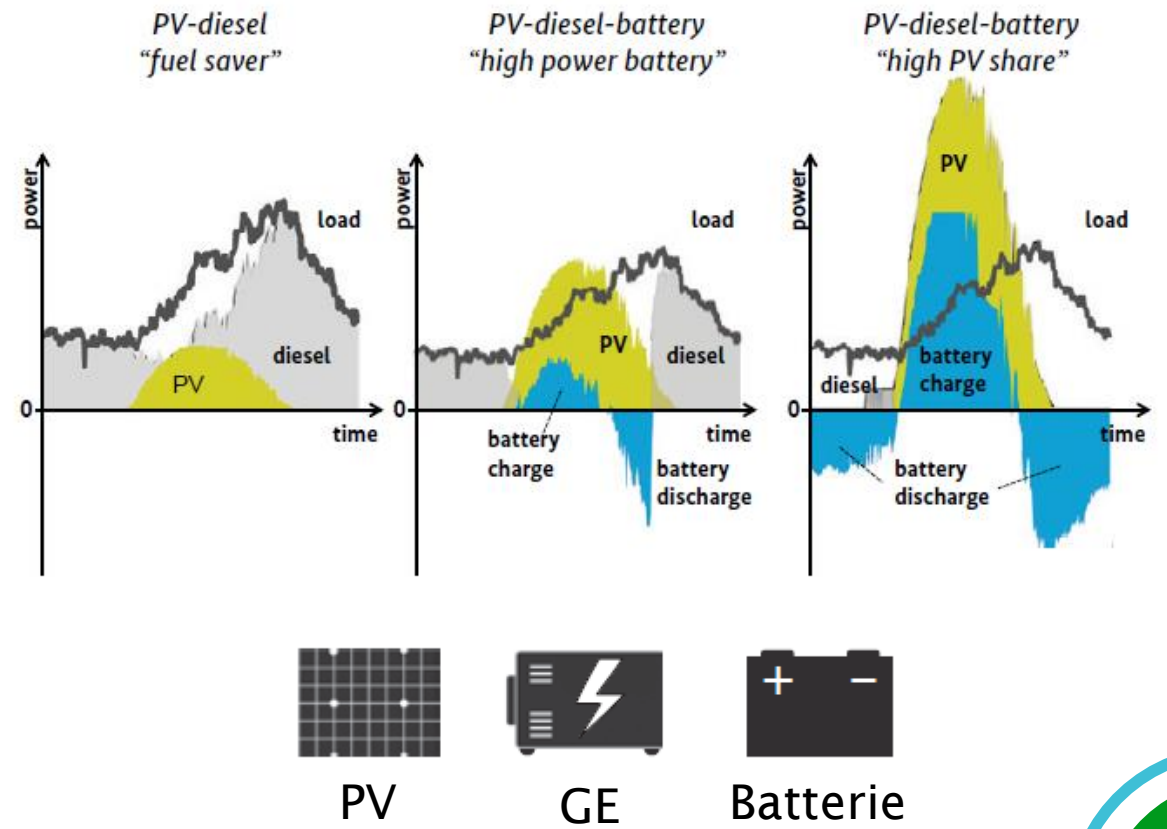 PV-diesel
“fuel saver”
PV-diesel-battery
“high power battery”
PV-diesel-battery
“high PV share”
power
load
diesel
PV
0
time
power
load
PV
diesel
0
time
battery
charge
battery
discharge
power
PV
load
battery
charge
diesel
0
time
battery
discharge
+ −
PV
GE
Batterie